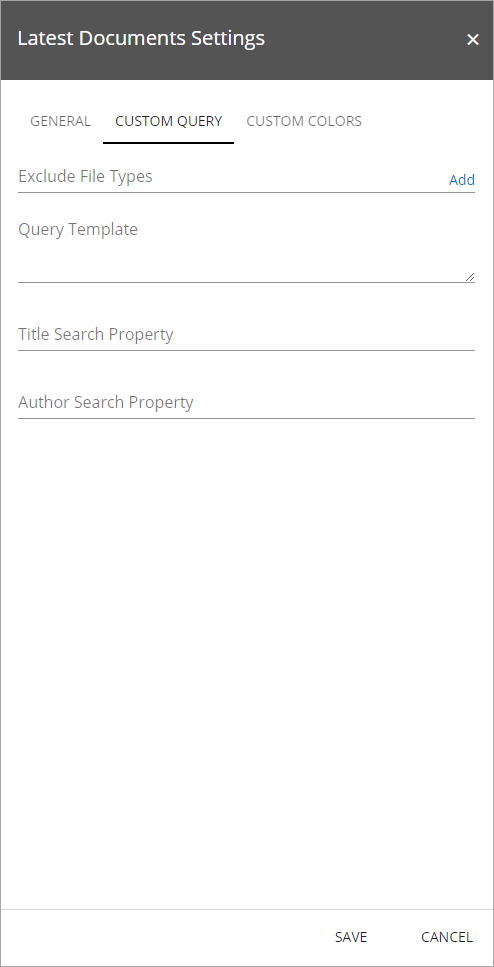 Latest Documents Settings
GENERAL CUSTOM QUERY CUSTOM COLORS
Exclude File Types Add
Query Template
Title Search Property
Author Search Property
SAVE CANCEL